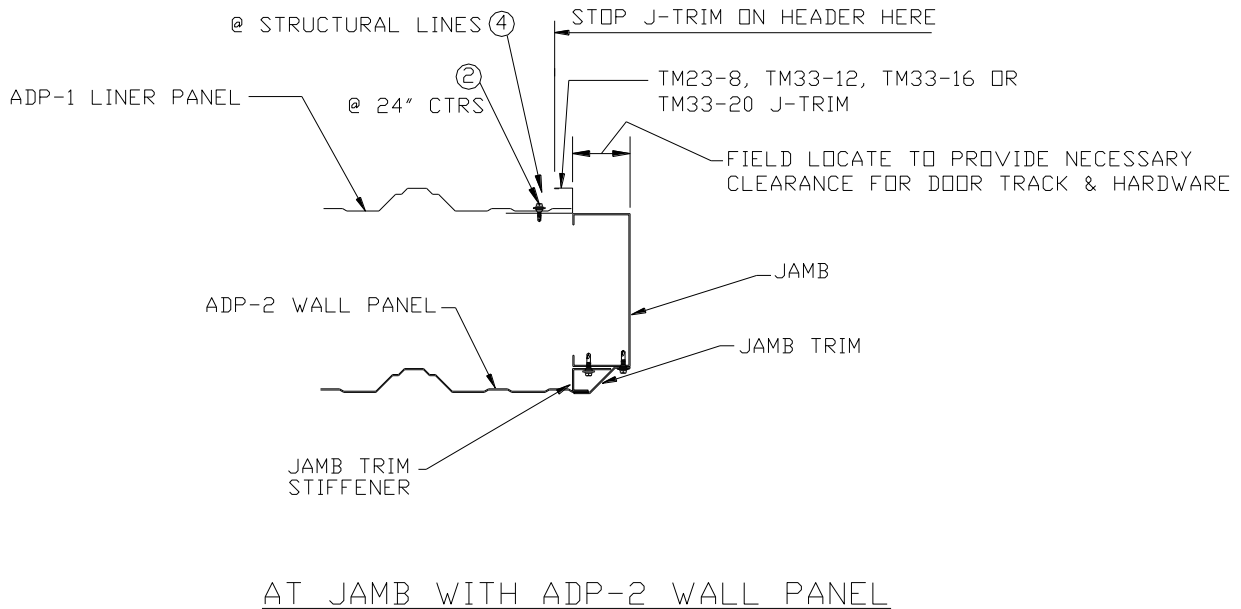 @ STRUCTURAL LINES 4
STOP J-TRIM ON HEADER HERE
2
@ 24" CTRS
TM23-8, TM33-12, TM33-16 OR
TM33-20 J-TRIM
ADP-1 LINER PANEL
FIELD LOCATE TO PROVIDE NECESSARY
CLEARANCE FOR DOOR TRACK & HARDWARE
JAMB
ADP-2 WALL PANEL
JAMB TRIM
JAMB TRIM
STIFFENER
AT JAMB WITH ADP-2 WALL PANEL